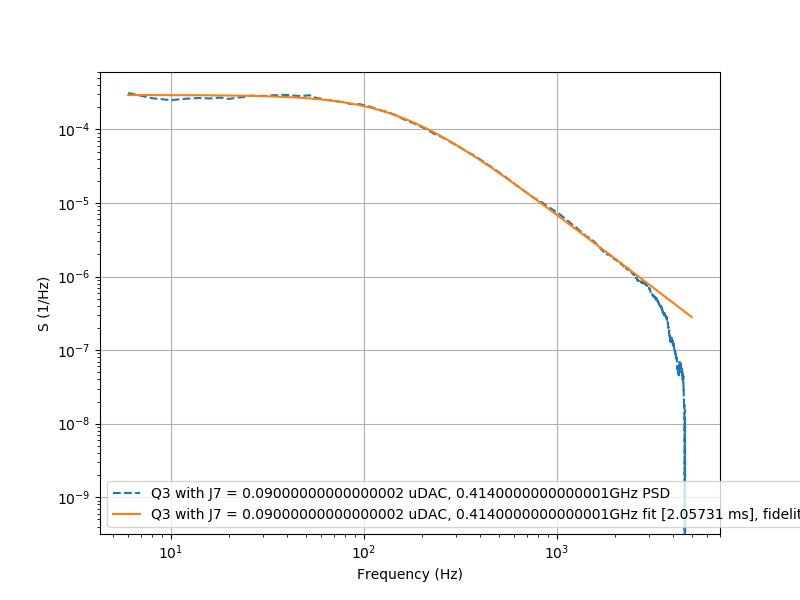 10⁻⁴
10⁻⁵
10⁻⁶
10⁻⁷
10⁻⁸
10⁻⁹
S (1/Hz)
Q3 with J7 = 0.09000000000000002 uDAC, 0.4140000000000001GHz PSD
Q3 with J7 = 0.09000000000000002 uDAC, 0.4140000000000001GHz fit [2.05731 ms], fidelit
10¹ 10² 10³
Frequency (Hz)